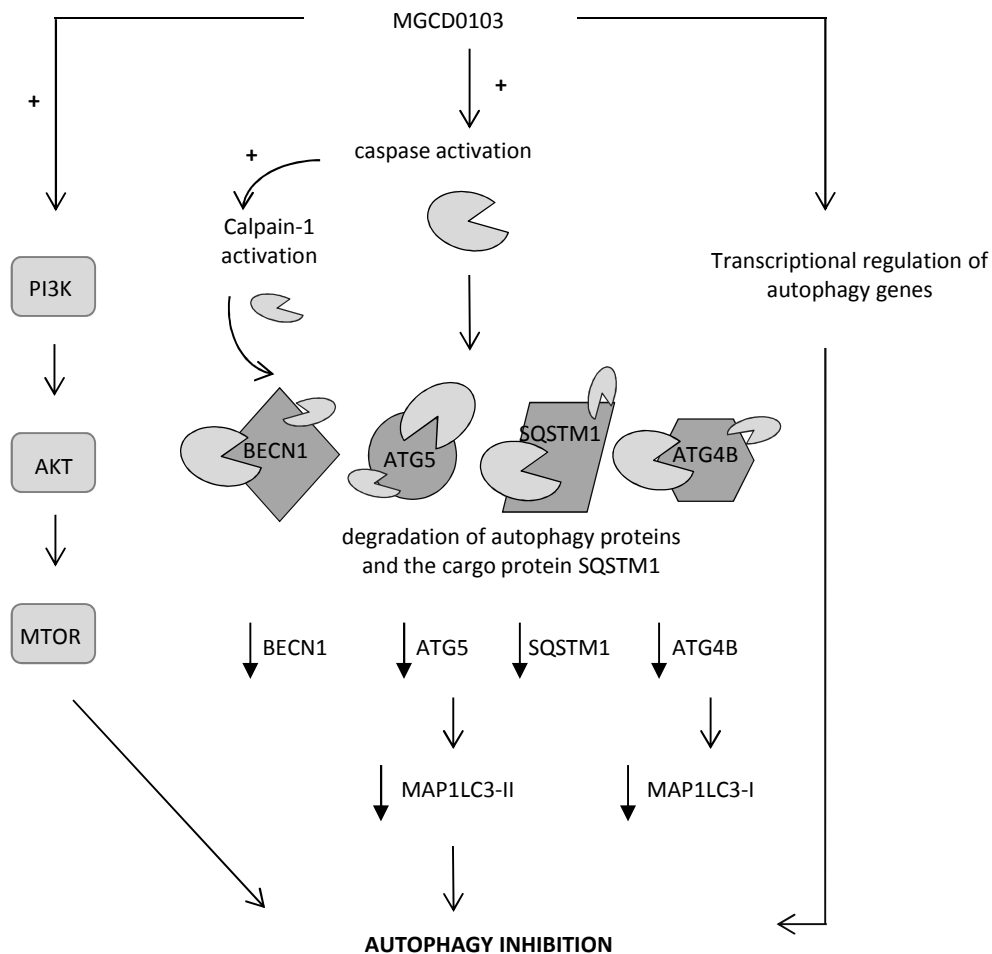 MGCD0103
+
+
caspase activation
+
Calpain-1
activation
Transcriptional regulation of
autophagy genes
PI3K
AKT
MTOR
BECN1
ATG5
SQSTM1
ATG4B
degradation of autophagy proteins
and the cargo protein SQSTM1
BECN1
ATG5
SQSTM1
ATG4B
MAP1LC3-II
MAP1LC3-I
AUTOPHAGY INHIBITION